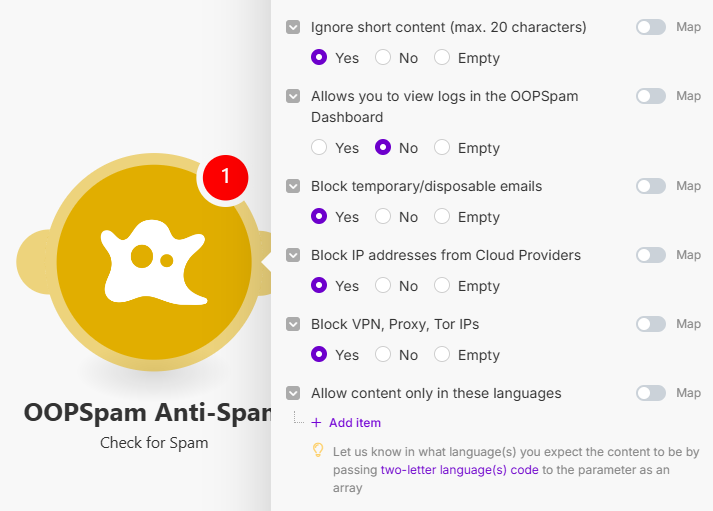 Ignore short content (max. 20 characters)
Map
Yes No Empty
Allows you to view logs in the OOPSpam
Dashboard
Map
Yes No Empty
Block temporary/disposable emails
Map
Yes No Empty
Block IP addresses from Cloud Providers
Map
Yes No Empty
Block VPN, Proxy, Tor IPs
Map
Yes No Empty
Allow content only in these languages
Map
+ Add item
Let us know in what language(s) you expect the content to be by
passing two-letter language(s) code to the parameter as an
array
1
OOPSpam Anti-Spam
Check for Spam